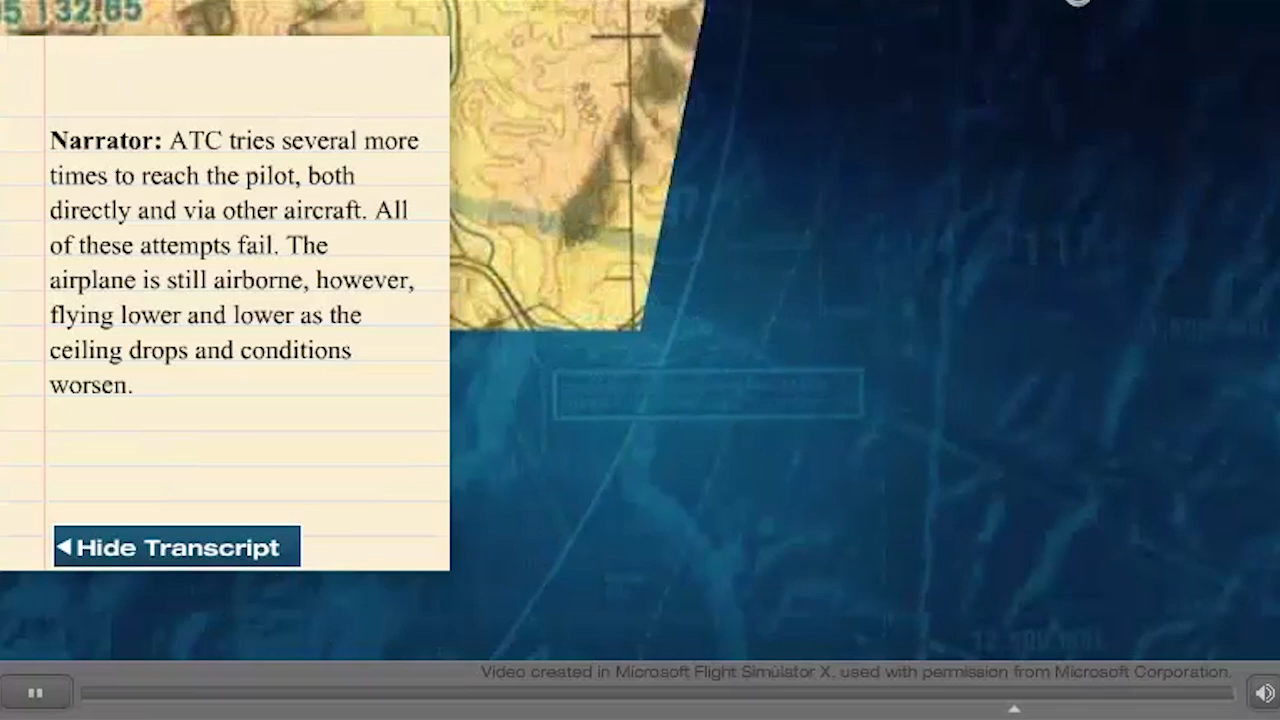 132.65
Narrator: ATC tries several more
times to reach the pilot, both
directly and via other aircraft. All
of these attempts fail. The
airplane is still airborne, however,
flying lower and lower as the
ceiling drops and conditions
worsen.
Hide Transcript
Video created in Microsoft Flight Simulator X, used with permission from Microsoft Corporation.